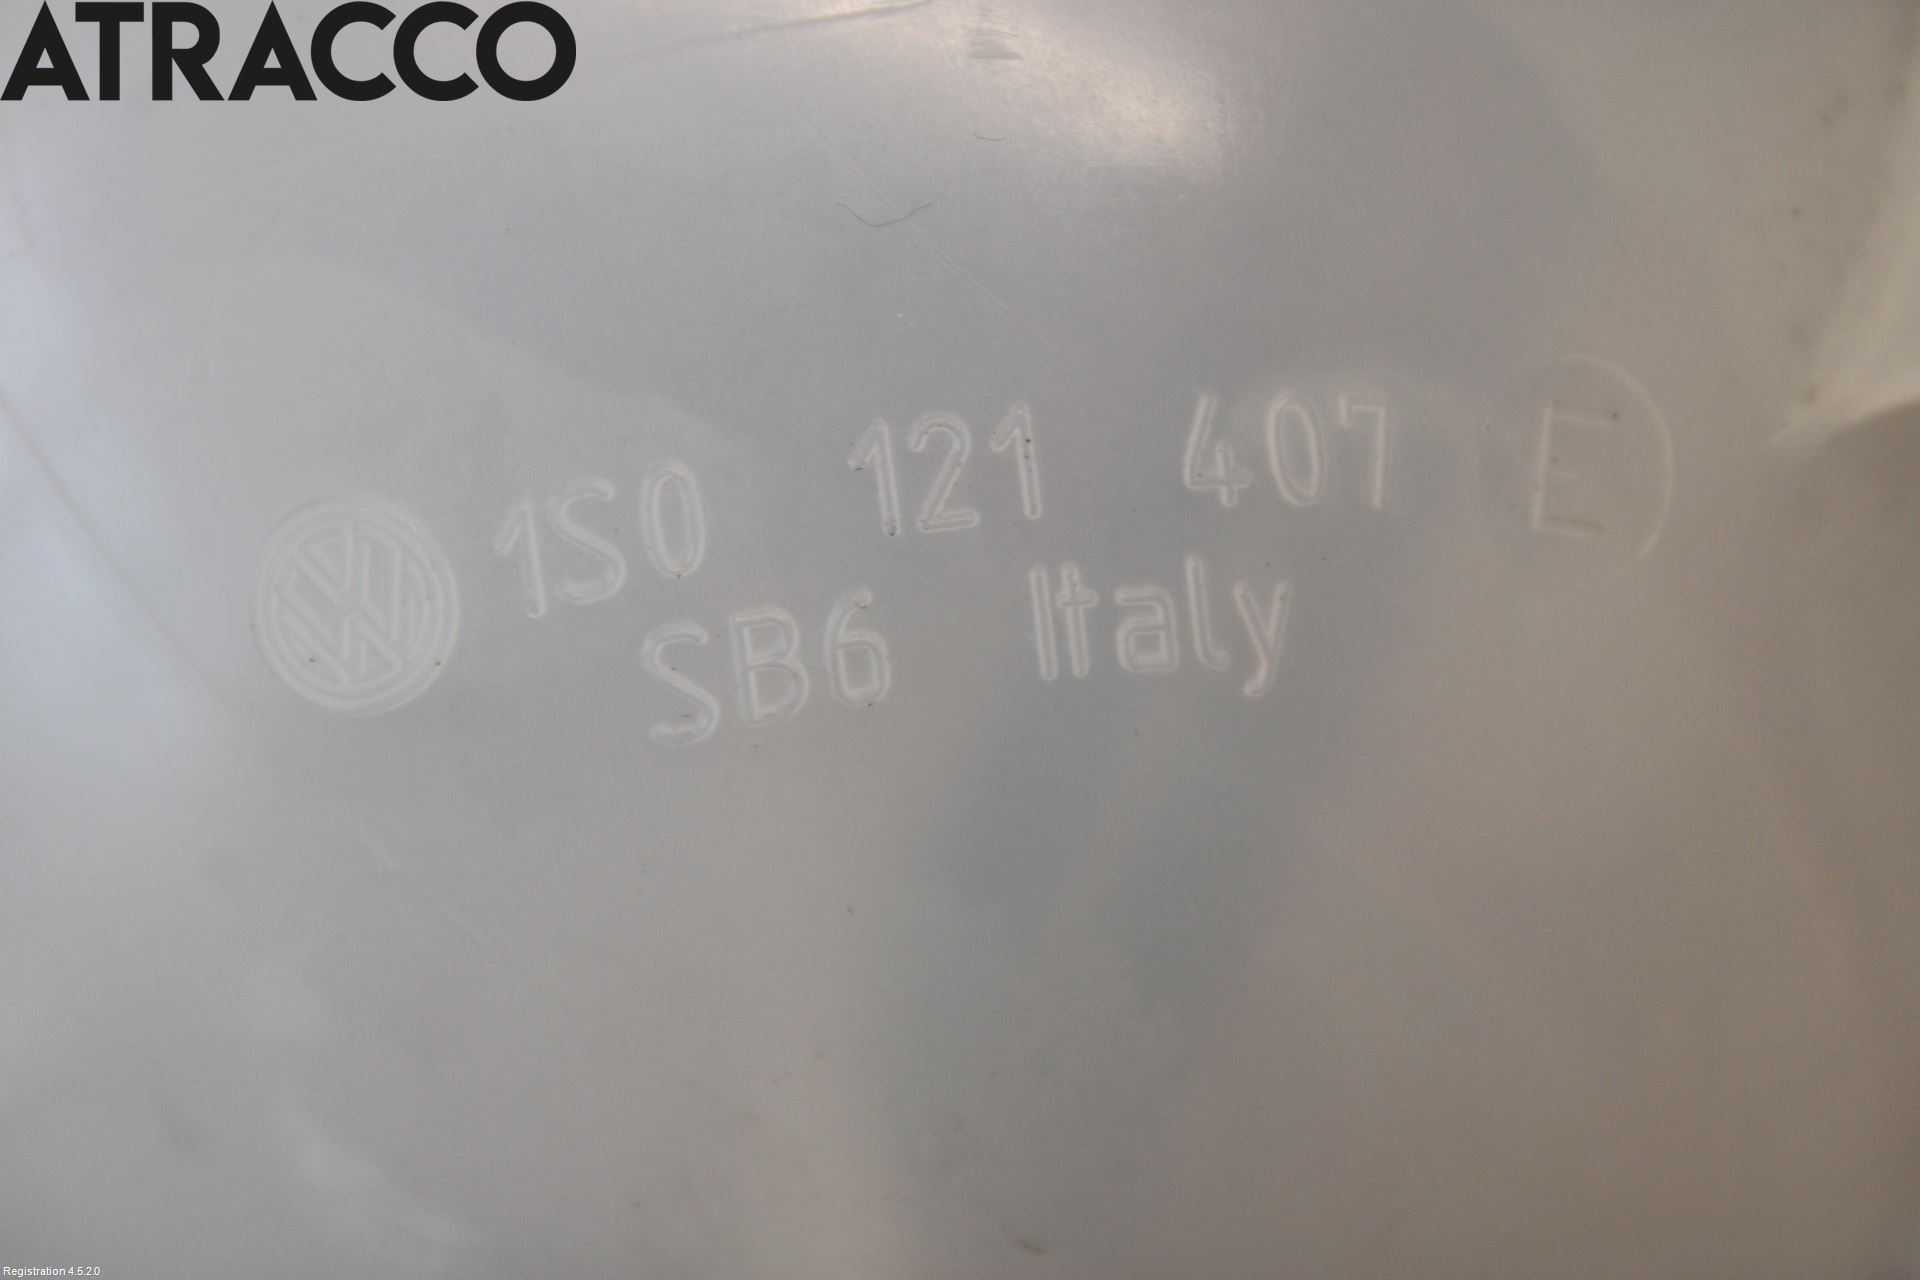 ATRACCO
1S0 121 407 E
SB6 Italy
Registration 4.5.2.0